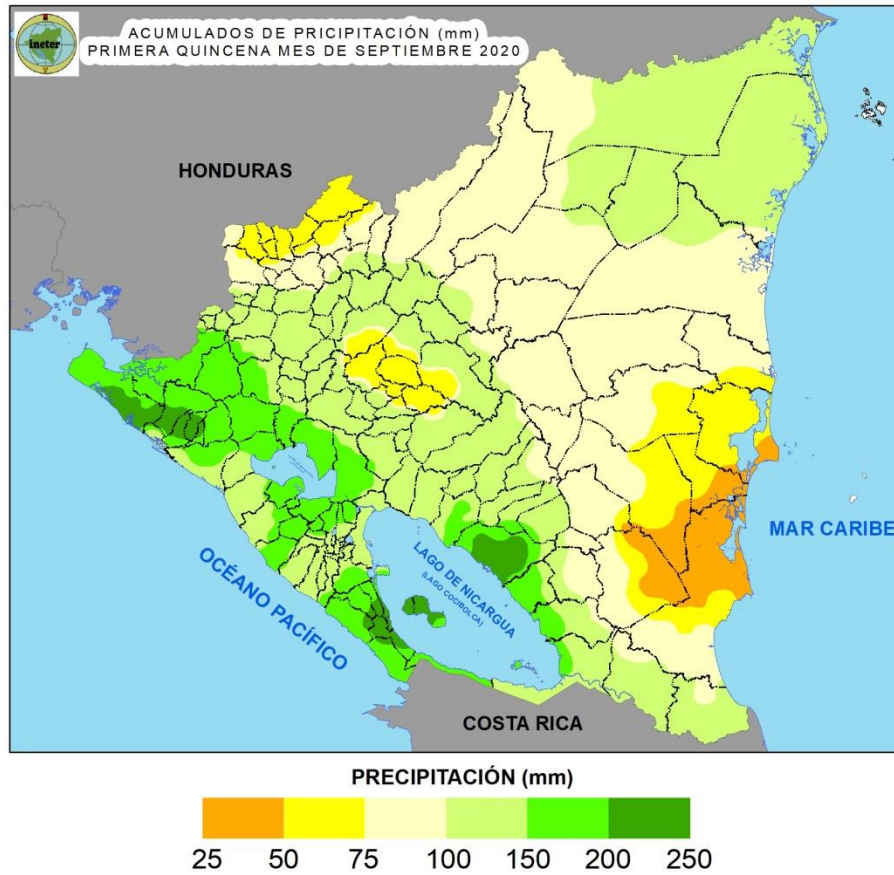 ineter
ACUMULADOS DE PRECIPITACIÓN (mm)
PRIMERA QUINCENA MES DE SEPTIEMBRE 2020
HONDURAS
MAR CARIBE
OCÉANO PACÍFICO
LAGO DE NICARGUA
(LAGO COCIBOLCA)
COSTA RICA
PRECIPITACIÓN (mm)
25 50 75 100 150 200 250